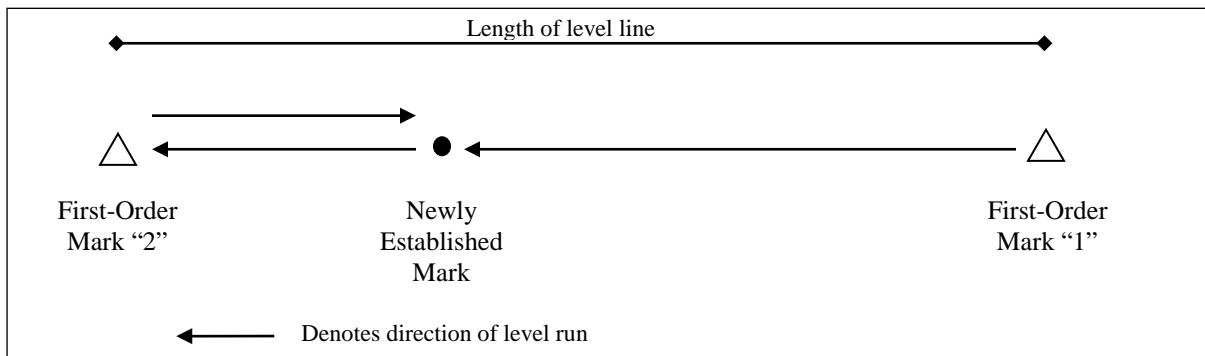 Length of level line
First-Order
Mark “2”
Newly
Established
Mark
First-Order
Mark “1”
Denotes direction of level run